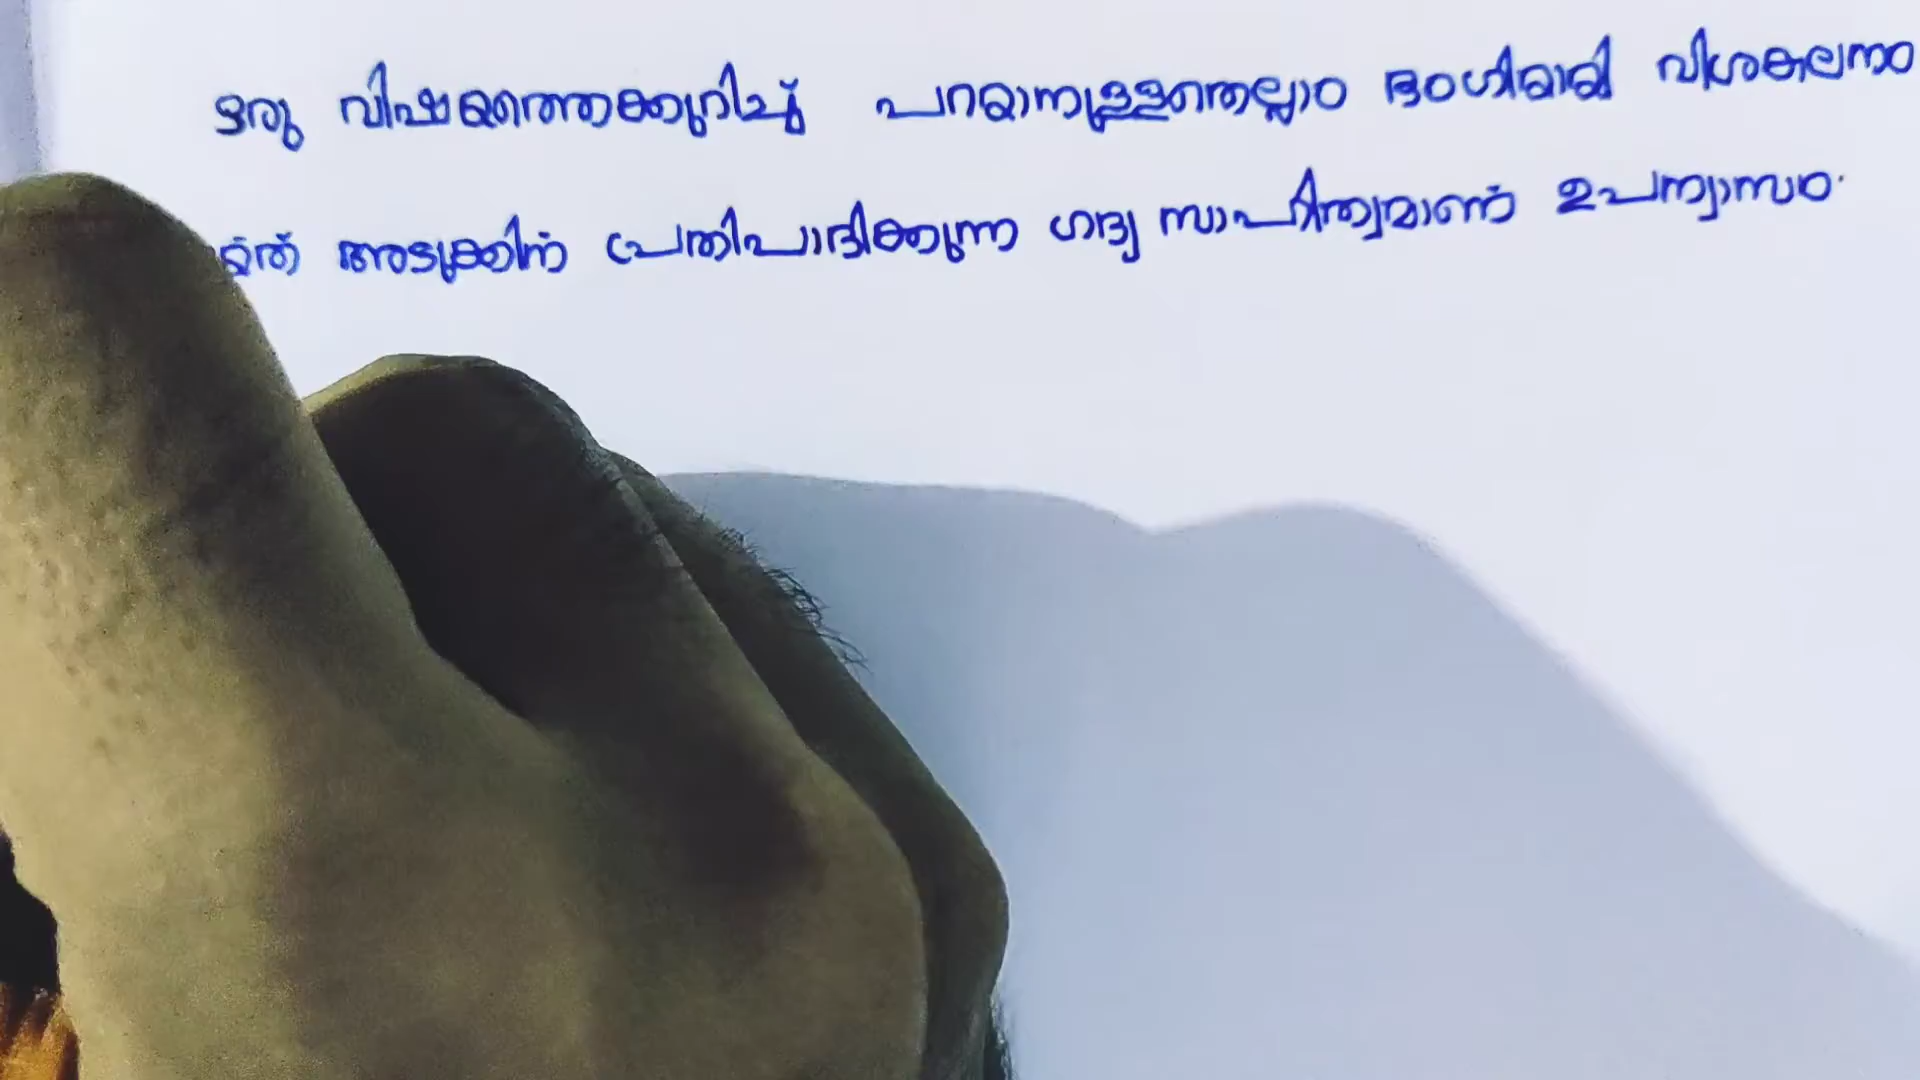 ഒരു വിഷയത്തെക്കുറിച്ച് പറയാനുള്ളതെല്ലാം ഭംഗിയായി വിശകലനം
അടുക്കിന് പ്രതിപാദിക്കുന്ന ഗദ്യ സാഹിത്യമാണ് ഉപന്യാസം.